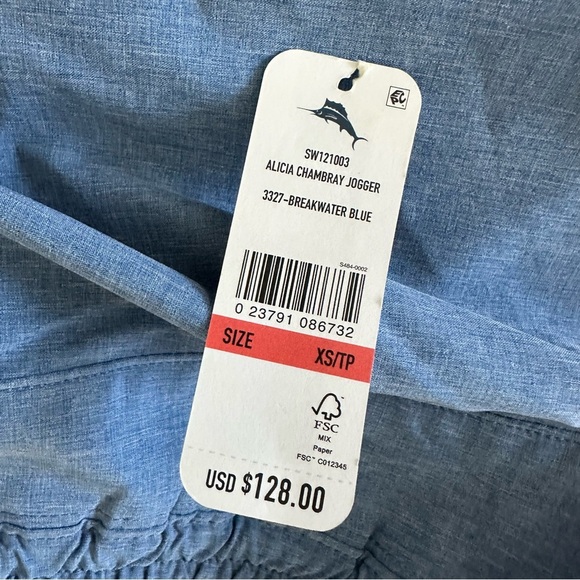 SW121003
ALICIA CHAMBRAY JOGGER
3327-BREAKWATER BLUE
S484-0002
0 23791 086732
SIZE XS/TP
FSC
MIX
Paper
FSC™ C012345
USD $128.00